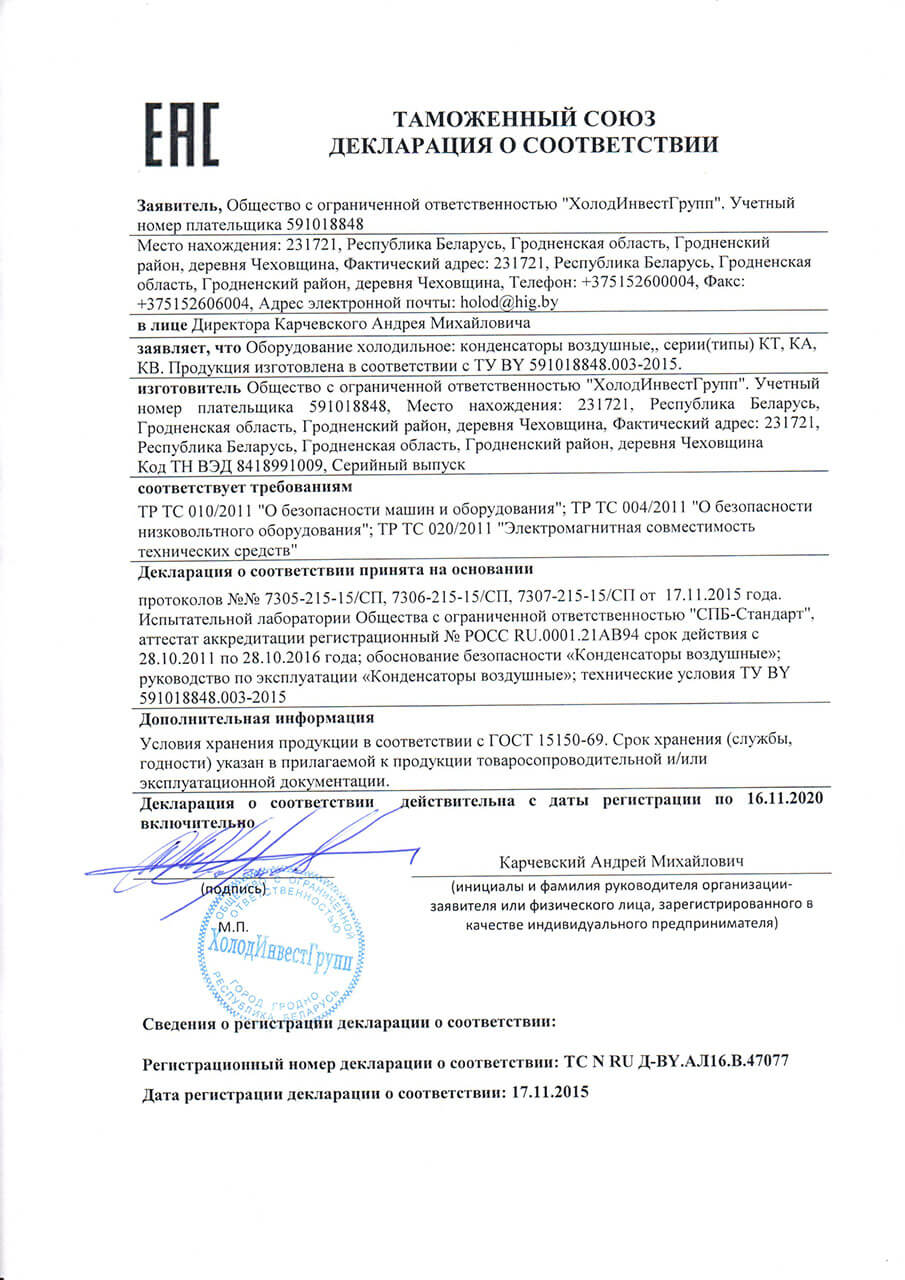 ЕАС
ТАМОЖЕННЫЙ СОЮЗ
ДЕКЛАРАЦИЯ О СООТВЕТСТВИИ
Заявитель, Общество с ограниченной ответственностью "ХолодИнвестГрупп". Учетный
номер плательщика 591018848
Место нахождения: 231721, Республика Беларусь, Гродненская область, Гродненский
район, деревня Чеховщина, Фактический адрес: 231721, Республика Беларусь, Гродненская
область, Гродненский район, деревня Чеховщина, Телефон: +375152600004, Факс:
+375152606004, Адрес электронной почты: holod@hig.by
в лице Директора Карчевского Андрея Михайловича
заявляет, что Оборудование холодильное: конденсаторы воздушные,, серии(типы) КТ, КА,
КВ. Продукция изготовлена в соответствии с ТУ BY 591018848.003-2015.
изготовитель Общество с ограниченной ответственностью "ХолодИнвестГрупп". Учетный
номер плательщика 591018848, Место нахождения: 231721, Республика Беларусь,
Гродненская область, Гродненский район, деревня Чеховщина, Фактический адрес: 231721,
Республика Беларусь, Гродненская область, Гродненский район, деревня Чеховщина
Код ТН ВЭД 8418991009, Серийный выпуск
соответствует требованиям
ТР ТС 010/2011 "О безопасности машин и оборудования"; ТР ТС 004/2011 "О безопасности
низковольтного оборудования"; ТР ТС 020/2011 "Электромагнитная совместимость
технических средств"
Декларация о соответствии принята на основании
протоколов №№ 7305-215-15/СП, 7306-215-15/СП, 7307-215-15/СП от 17.11.2015 года.
Испытательной лаборатории Общества с ограниченной ответственностью "СПБ-Стандарт",
аттестат аккредитации регистрационный № РОСС RU.0001.21АВ94 срок действия с
28.10.2011 по 28.10.2016 года; обоснование безопасности «Конденсаторы воздушные»;
руководство по эксплуатации «Конденсаторы воздушные»; технические условия ТУ BY
591018848.003-2015
Дополнительная информация
Условия хранения продукции в соответствии с ГОСТ 15150-69. Срок хранения (службы,
годности) указан в прилагаемой к продукции товаросопроводительной и/или
эксплуатационной документации.
Декларация о соответствии действительна с даты регистрации по 16.11.2020
включительно
Карчевский Андрей Михайлович
(подпись)
(инициалы и фамилия руководителя организации-
заявителя или физического лица, зарегистрированного в
качестве индивидуального предпринимателя)
М.П.
ОБЩЕСТВО С ОГРАНИЧЕННОЙ
ОТВЕТСТВЕННОСТЬЮ
ХолодИнвестГрупп
ГОРОД ГРОДНО
РЕСПУБЛИКА БЕЛАРУСЬ
Сведения о регистрации декларации о соответствии:
Регистрационный номер декларации о соответствии: ТС N RU Д-BY.АЛ16.В.47077
Дата регистрации декларации о соответствии: 17.11.2015